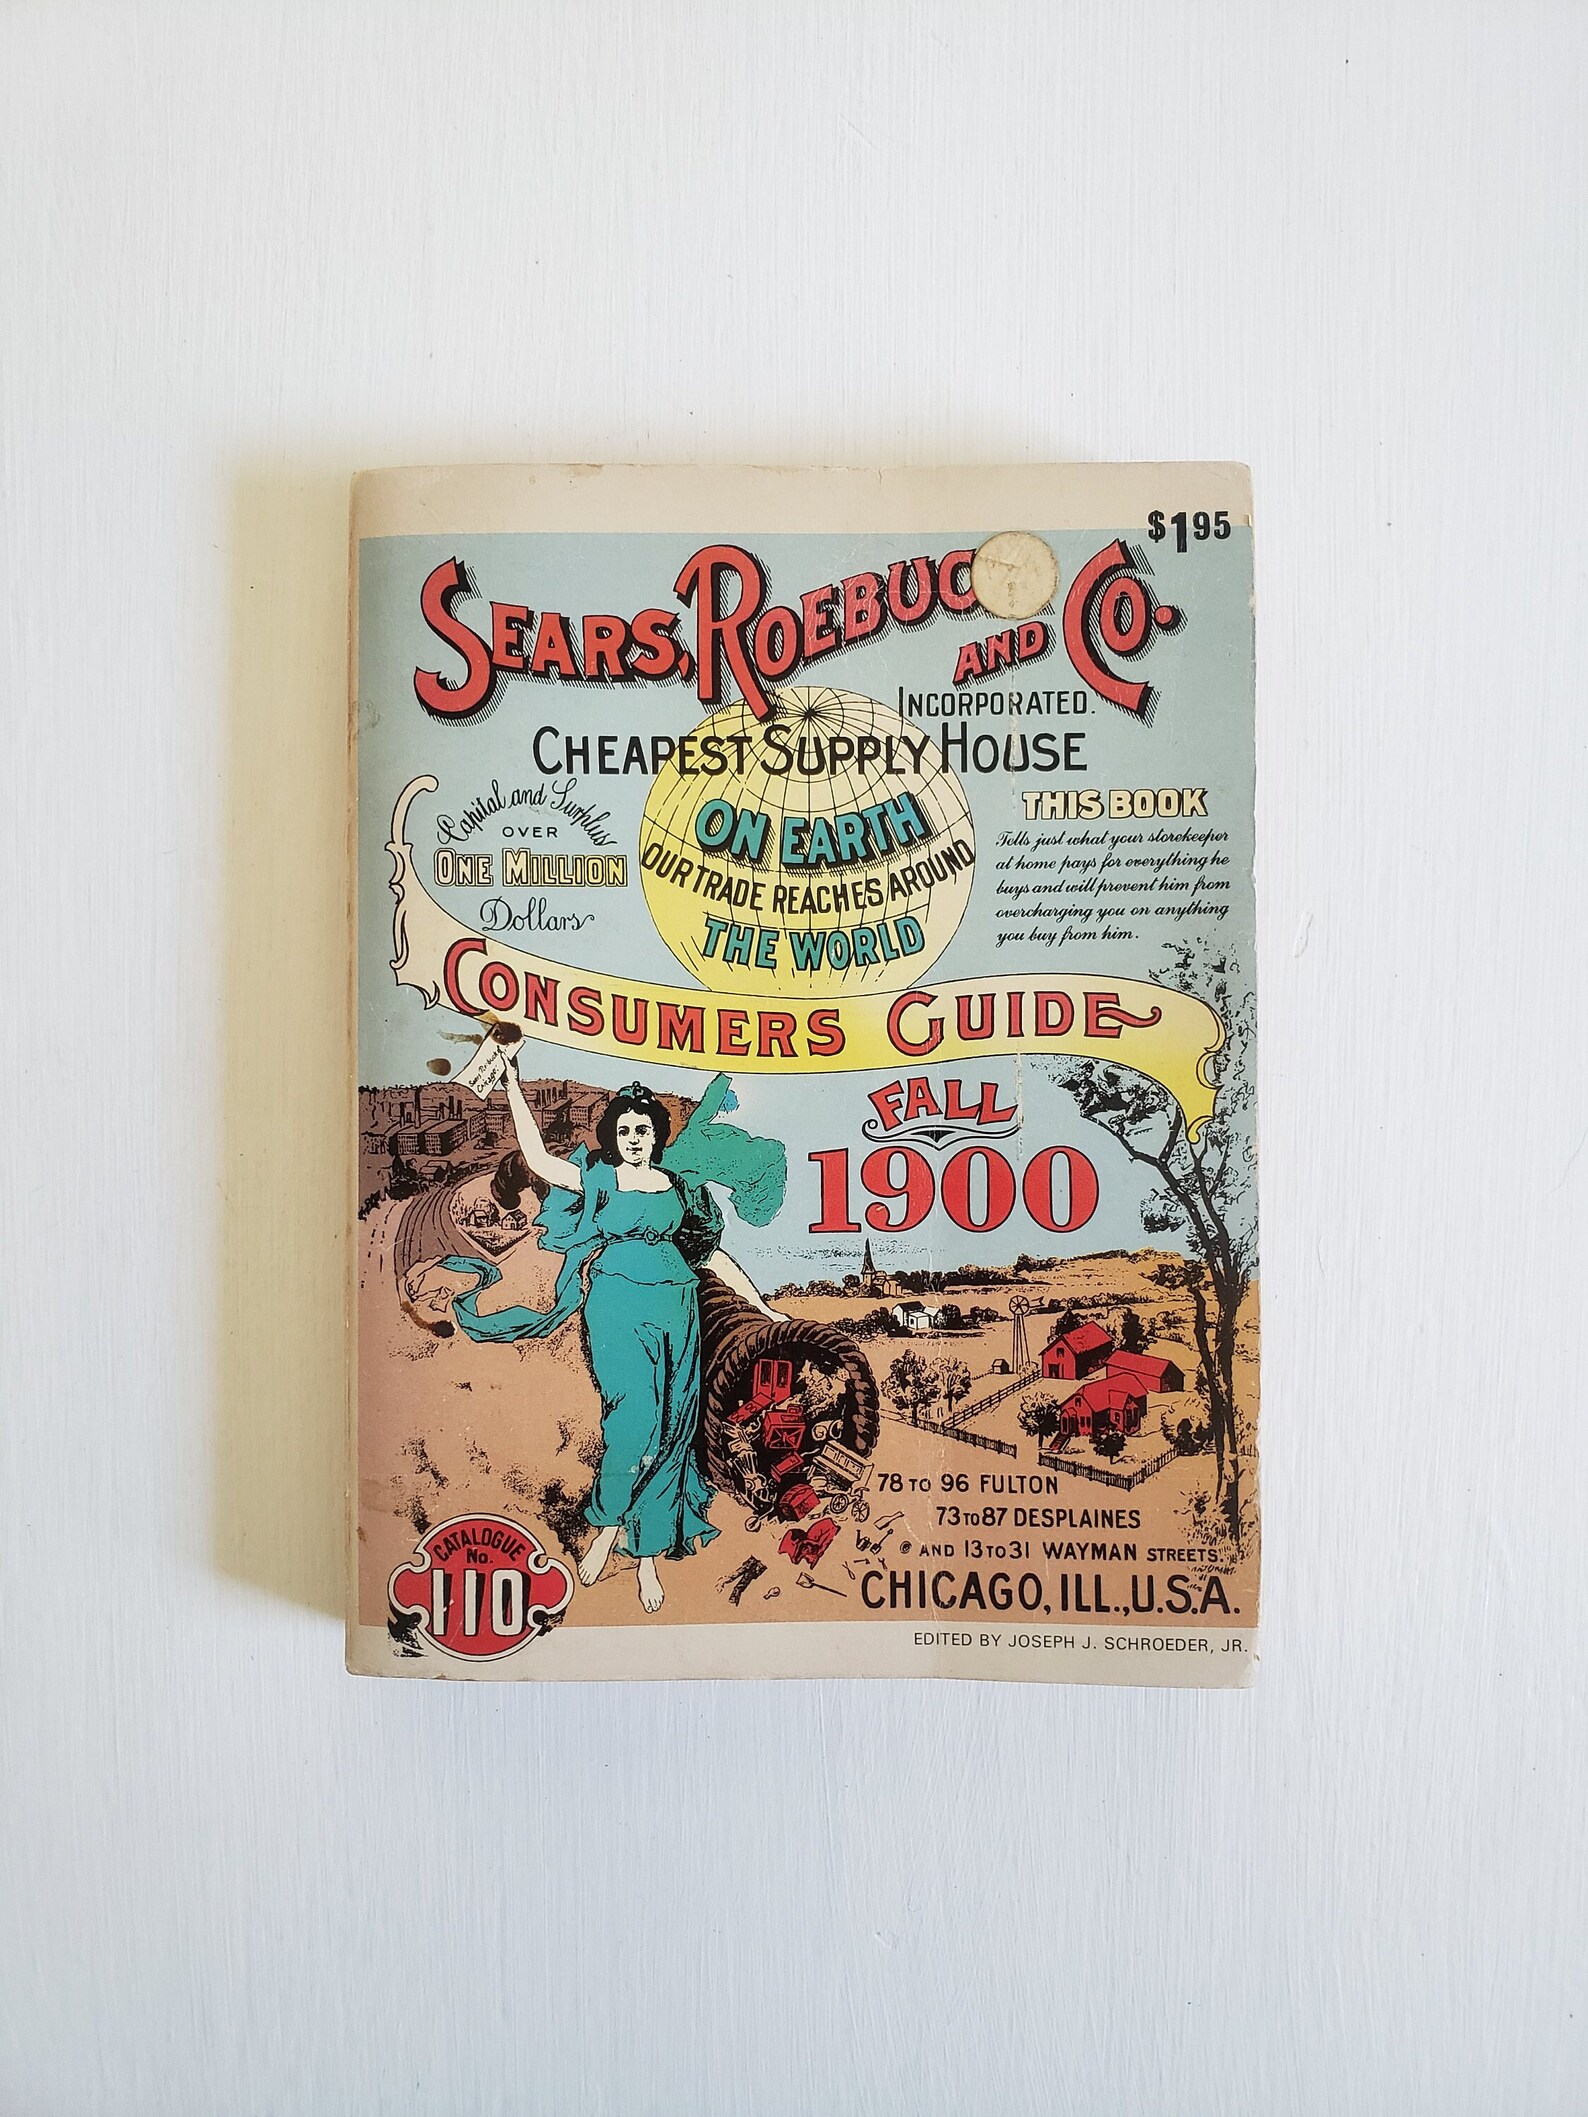 $1.95
SEARS, ROEBUC AND CO.
INCORPORATED.
CHEAPEST SUPPLY HOUSE
ON EARTH
OUR TRADE REACHES AROUND
THE WORLD
Capital and Surplus
OVER
ONE MILLION
Dollars
THIS BOOK
Tells just what your storekeeper
at home pays for everything he
buys and will prevent him from
overcharging you on anything
you buy from him.
CONSUMERS GUIDE
Sears Roebuck
Chicago
FALL
1900
78 TO 96 FULTON
73 TO 87 DESPLAINES
AND 13 TO 31 WAYMAN STREETS.
CHICAGO, ILL., U.S.A.
CATALOGUE
No.
110
EDITED BY JOSEPH J. SCHROEDER, JR.